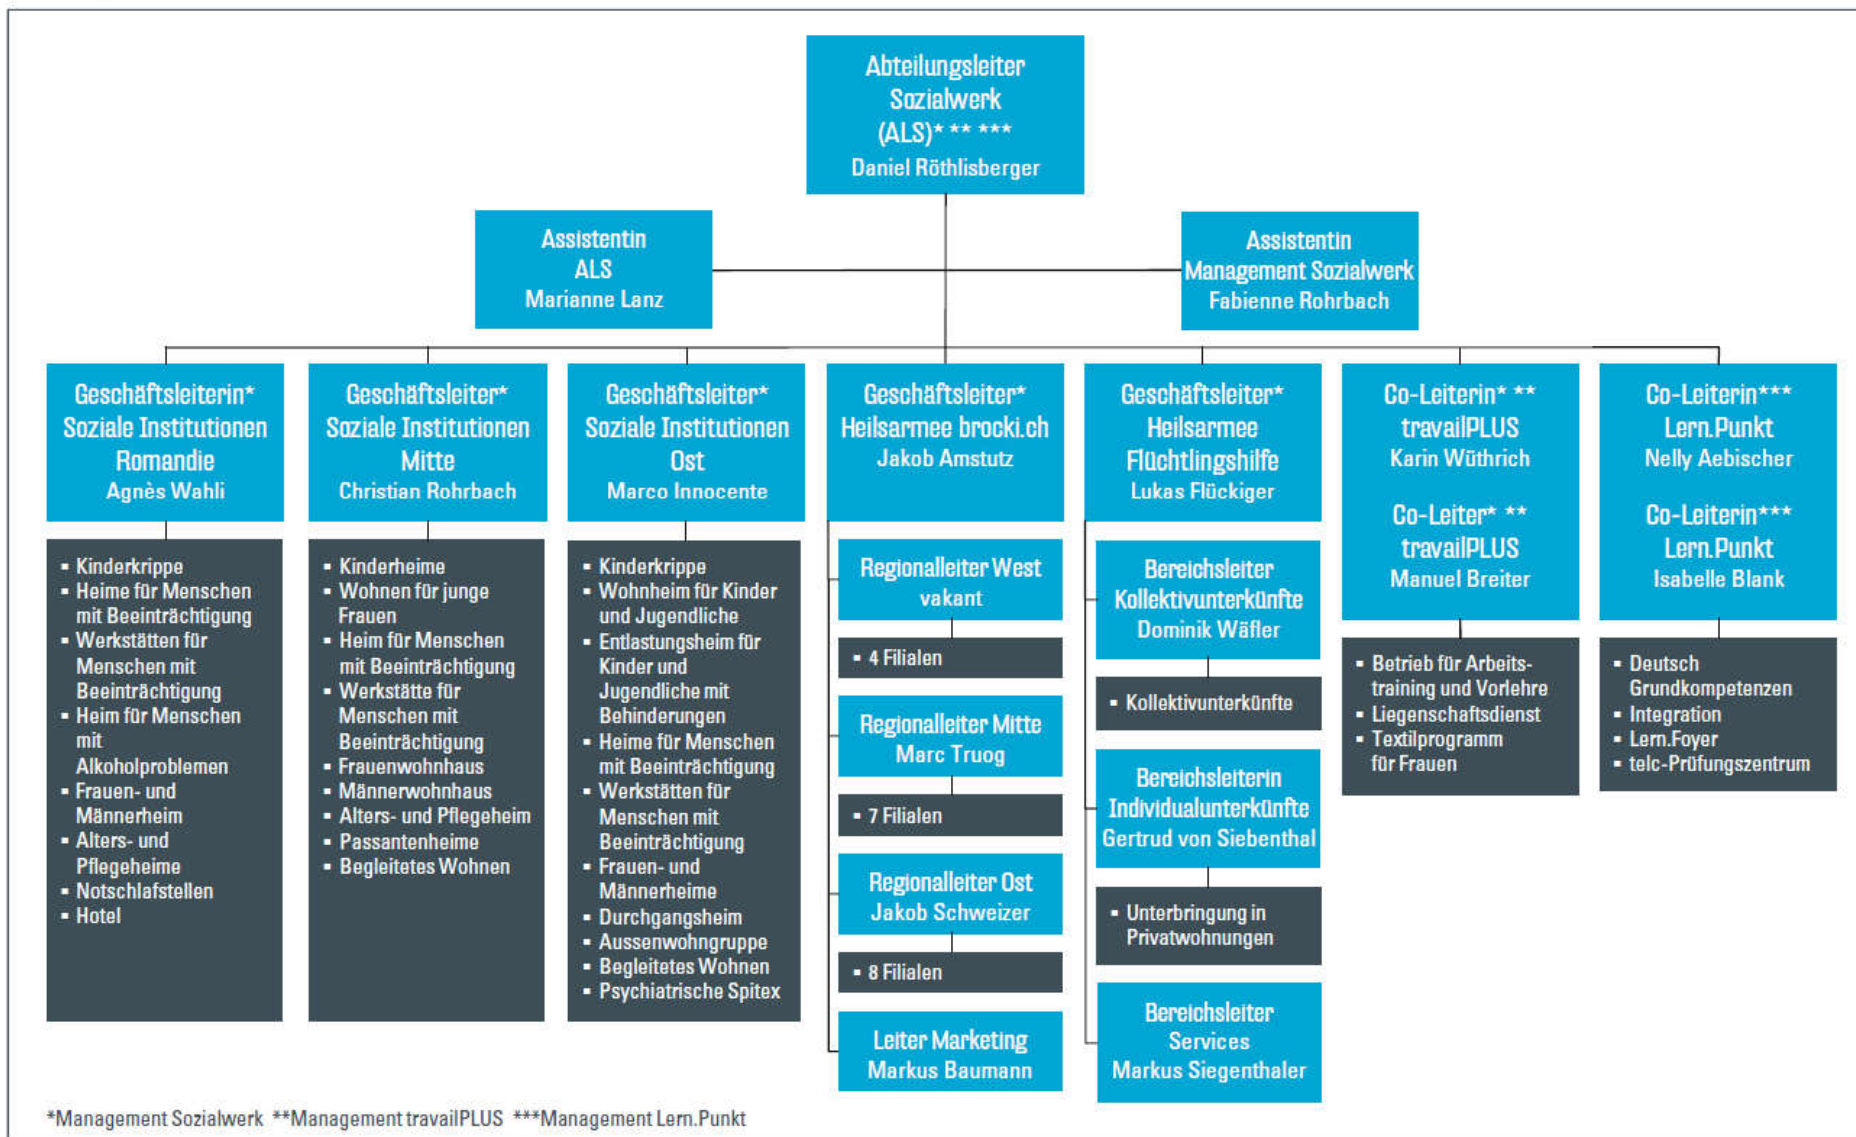 Abteilungsleiter
Sozialwerk
(ALS)* ** ***
Daniel Röthlisberger
Assistentin
ALS
Marianne Lanz
Assistentin
Management Sozialwerk
Fabienne Rohrbach
Geschäftsleiterin*
Soziale Institutionen
Romandie
Agnès Wahli
▪ Kinderkrippe
▪ Heime für Menschen
mit Beeinträchtigung
▪ Werkstätten für
Menschen mit
Beeinträchtigung
▪ Heim für Menschen
mit
Alkoholproblemen
▪ Frauen- und
Männerheim
▪ Alters- und
Pflegeheime
▪ Notschlafstellen
▪ Hotel
Geschäftsleiter*
Soziale Institutionen
Mitte
Christian Rohrbach
▪ Kinderheime
▪ Wohnen für junge
Frauen
▪ Heim für Menschen
mit Beeinträchtigung
▪ Werkstätte für
Menschen mit
Beeinträchtigung
▪ Frauenwohnhaus
▪ Männerwohnhaus
▪ Alters- und Pflegeheim
▪ Passantenheime
▪ Begleitetes Wohnen
Geschäftsleiter*
Soziale Institutionen
Ost
Marco Innocente
▪ Kinderkrippe
▪ Wohnheim für Kinder
und Jugendliche
▪ Entlastungsheim für
Kinder und
Jugendliche mit
Behinderungen
▪ Heime für Menschen
mit Beeinträchtigung
▪ Werkstätten für
Menschen mit
Beeinträchtigung
▪ Frauen- und
Männerheime
▪ Durchgangsheim
▪ Aussenwohngruppe
▪ Begleitetes Wohnen
▪ Psychiatrische Spitex
Geschäftsleiter*
Heilsarmee brocki.ch
Jakob Amstutz
Regionalleiter West
vakant
▪ 4 Filialen
Regionalleiter Mitte
Marc Truog
▪ 7 Filialen
Regionalleiter Ost
Jakob Schweizer
▪ 8 Filialen
Leiter Marketing
Markus Baumann
Geschäftsleiter*
Heilsarmee
Flüchtlingshilfe
Lukas Flückiger
Bereichsleiter
Kollektivunterkünfte
Dominik Wäfler
▪ Kollektivunterkünfte
Bereichsleiterin
Individualunterkünfte
Gertrud von Siebenthal
▪ Unterbringung in
Privatwohnungen
Bereichsleiter
Services
Markus Siegenthaler
Co-Leiterin* **
travailPLUS
Karin Wüthrich
Co-Leiter* **
travailPLUS
Manuel Breiter
▪ Betrieb für Arbeits-
training und Vorlehre
▪ Liegenschaftsdienst
▪ Textilprogramm
für Frauen
Co-Leiterin***
Lern.Punkt
Nelly Aebischer
Co-Leiterin***
Lern.Punkt
Isabelle Blank
▪ Deutsch
Grundkompetenzen
▪ Integration
▪ Lern.Foyer
▪ telc-Prüfungszentrum
*Management Sozialwerk **Management travailPLUS ***Management Lern.Punkt